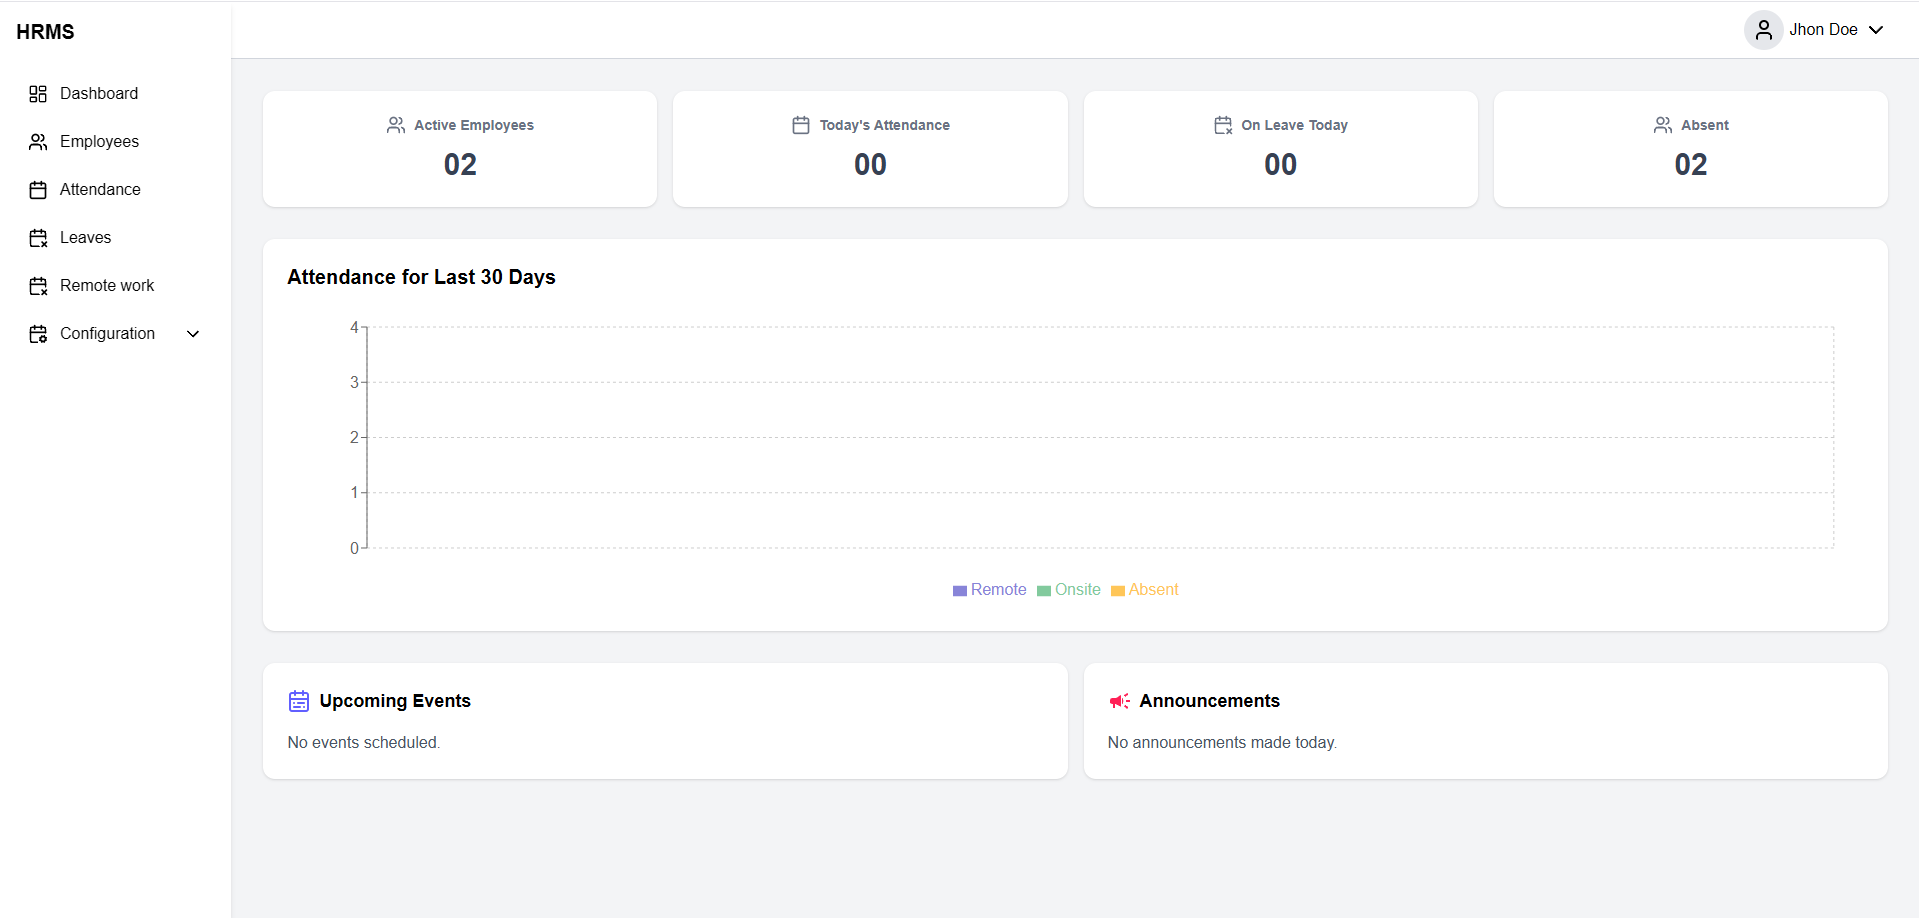 HRMS
Jhon Doe
Dashboard
Employees
Attendance
Leaves
Remote work
Configuration
Active Employees
02
Today's Attendance
00
On Leave Today
00
Absent
02
Attendance for Last 30 Days
4
3
2
1
0
Remote Onsite Absent
Upcoming Events
No events scheduled.
Announcements
No announcements made today.